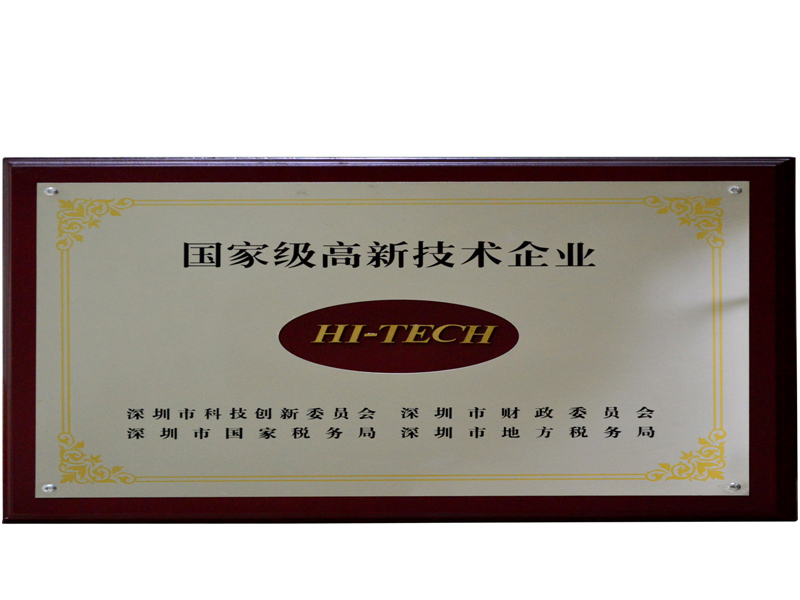 国家级高新技术企业
HI-TECH
深圳市科技创新委员会 深圳市财政委员会
深圳市国家税务局 深圳市地方税务局